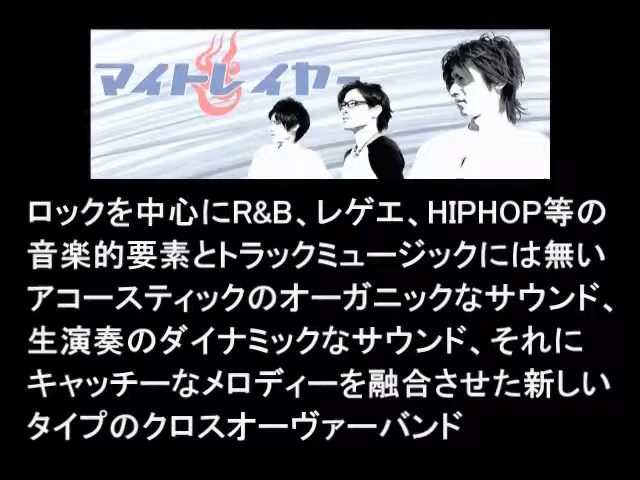 マイトレイヤー
ロックを中心にR&B、レゲエ、HIPHOP等の
音楽的要素とトラックミュージックには無い
アコースティックのオーガニックなサウンド、
生演奏のダイナミックなサウンド、それに
キャッチーなメロディーを融合させた新しい
タイプのクロスオーヴァーバンド